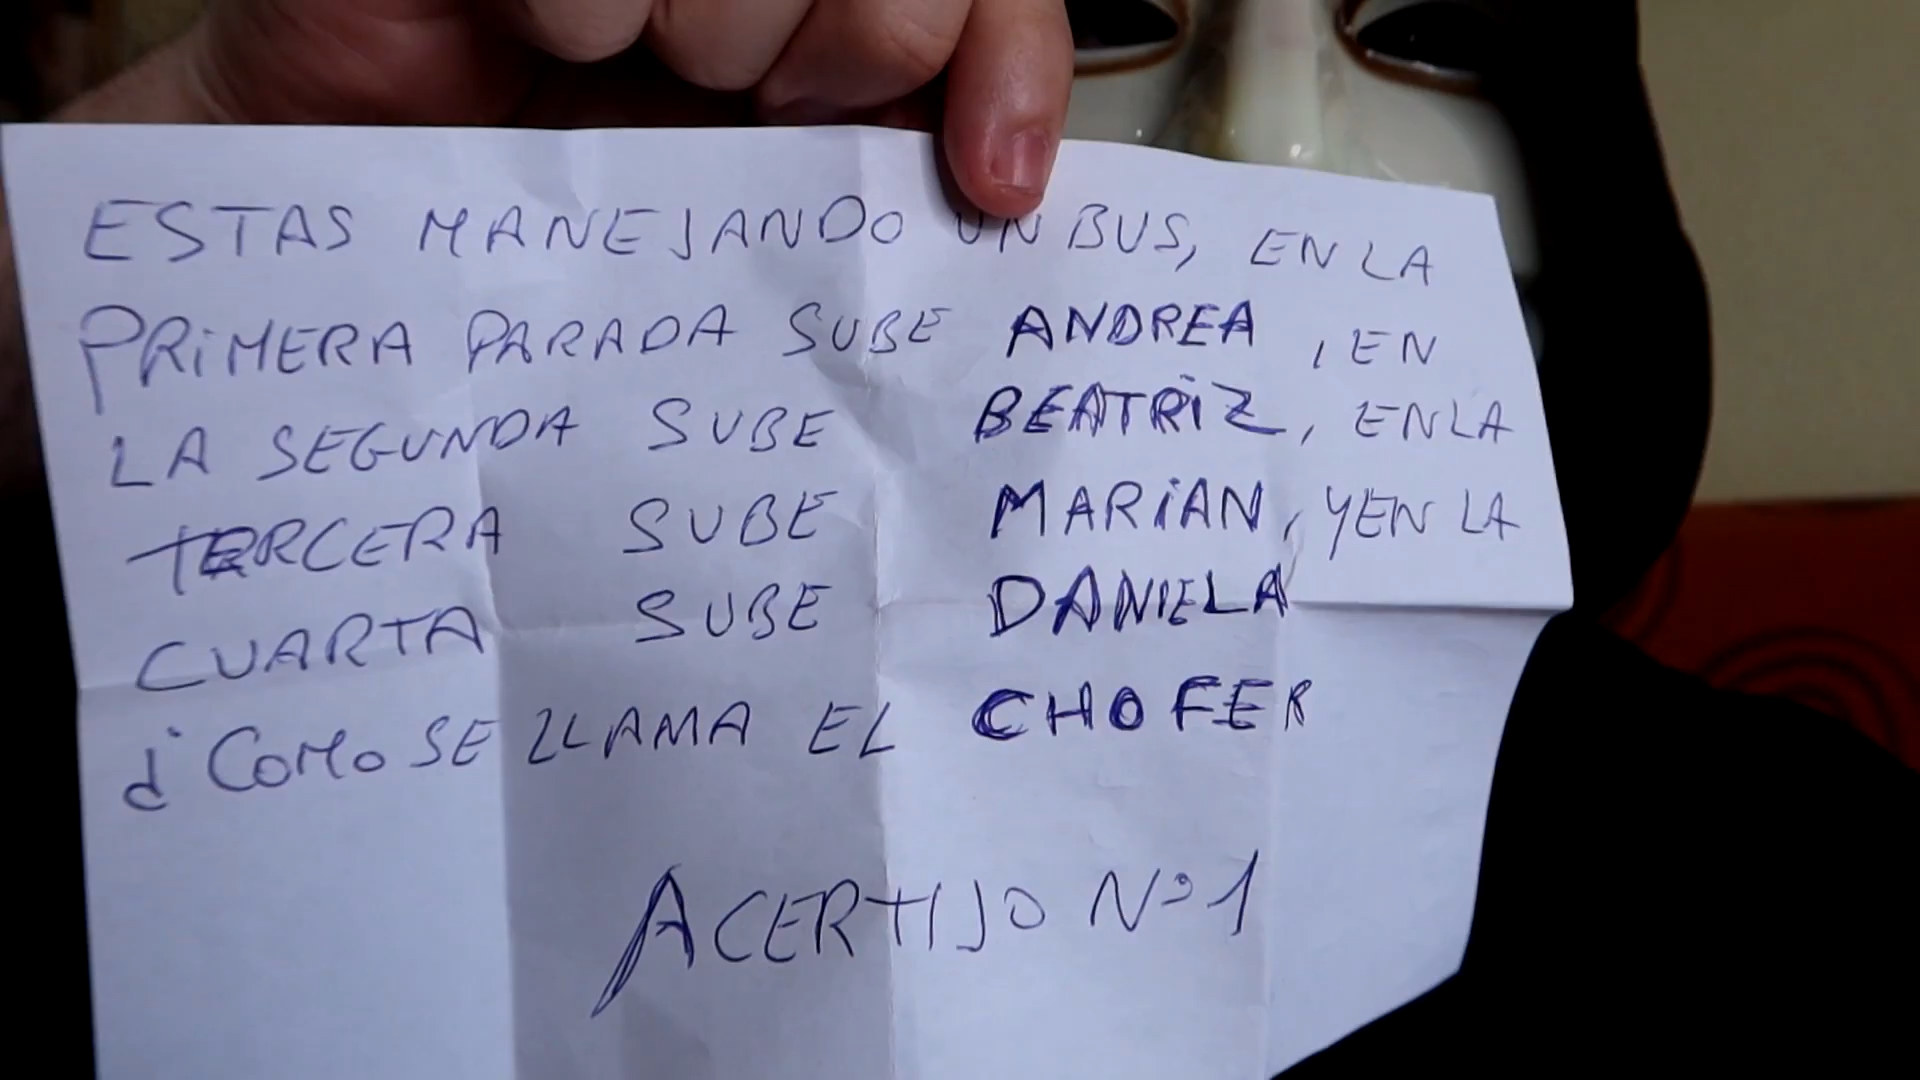 ESTAS MANEJANDO UN BUS, EN LA
PRIMERA PARADA SUBE ANDREA, EN
LA SEGUNDA SUBE BEATRIZ, EN LA
TERCERA SUBE MARIAN, Y EN LA
CUARTA SUBE DANIELA
¿COMO SE LLAMA EL CHOFER
ACERTIJO Nº1